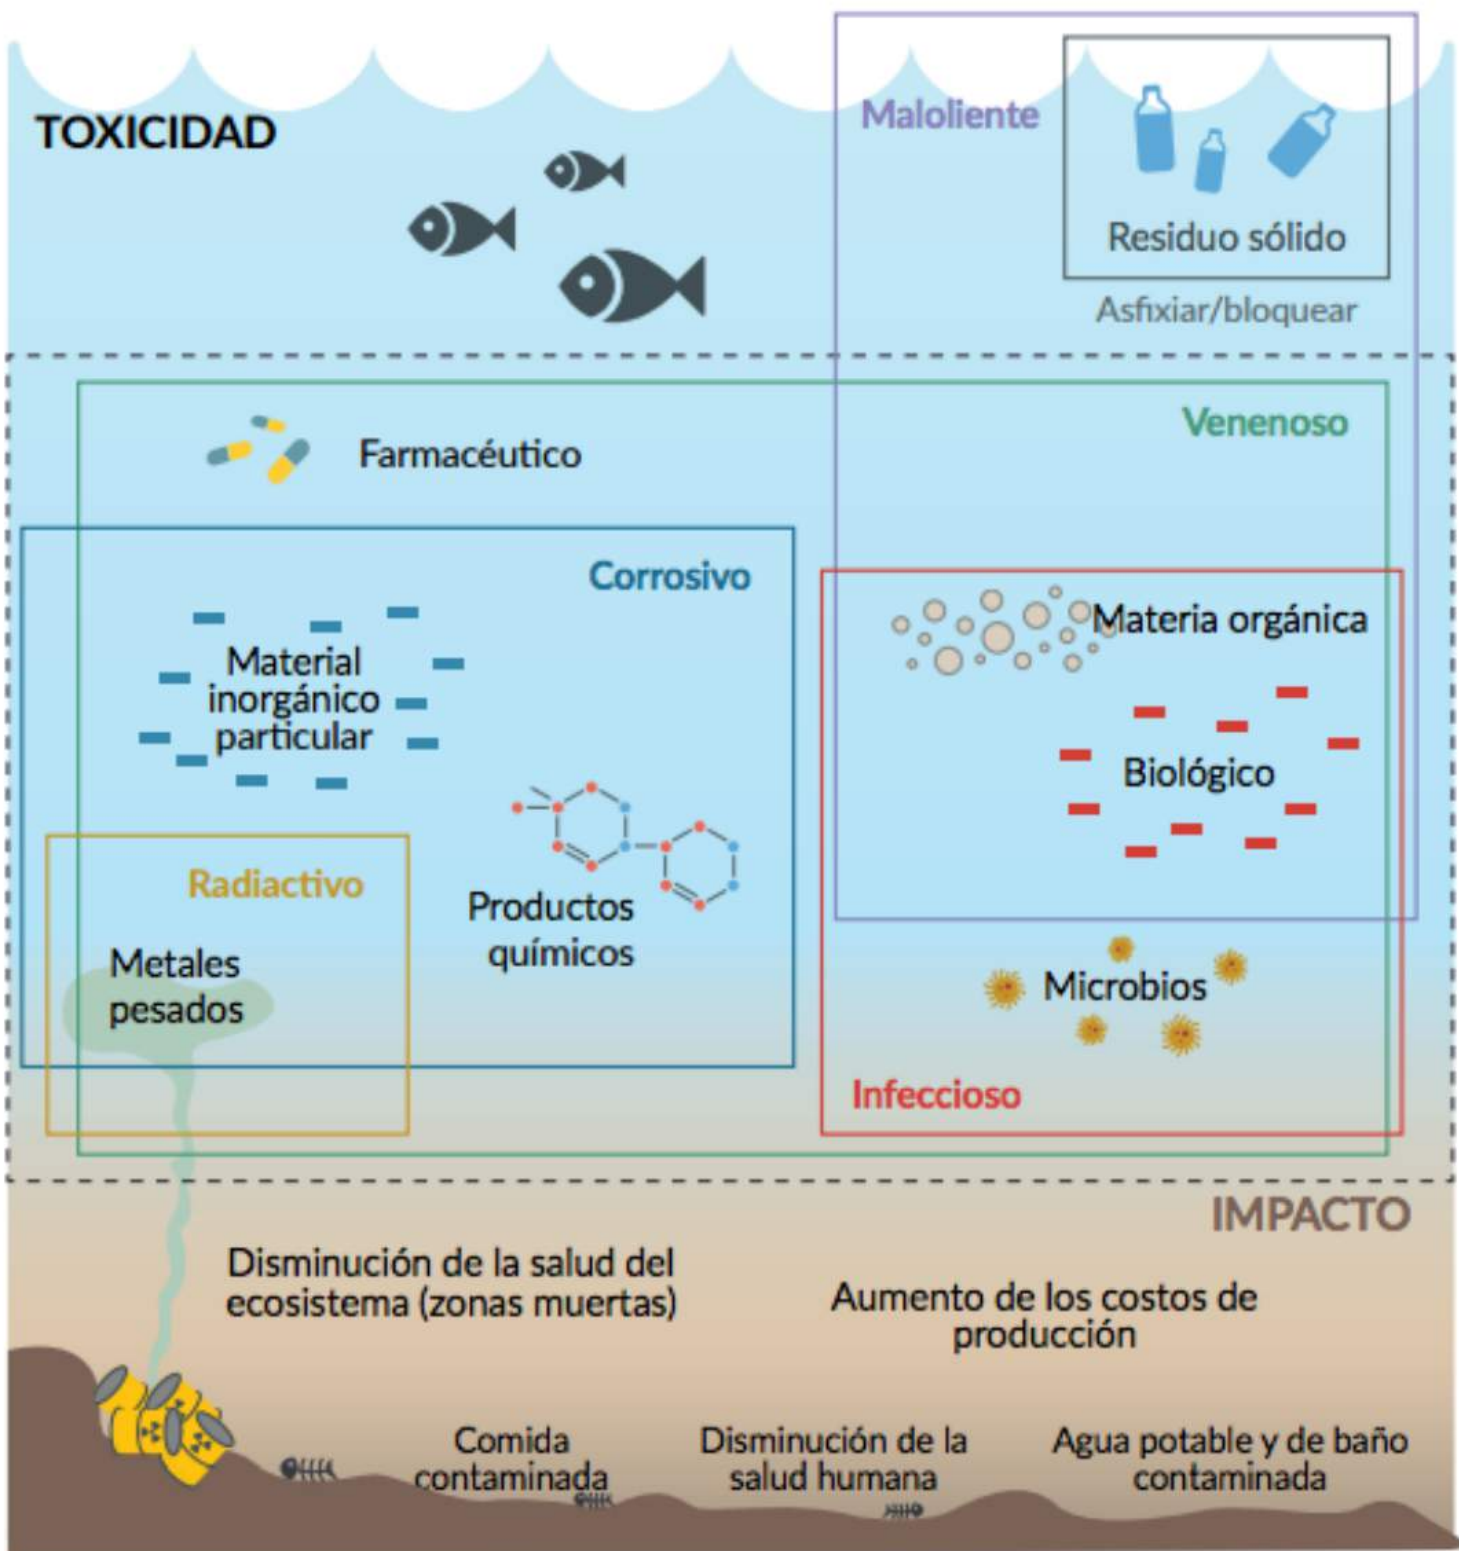 Maloliente
TOXICIDAD
Residuo sólido
Asfixiar/bloquear
Venenoso
Farmacéutico
Corrosivo
Material
inorgánico
particular
Materia orgánica
Biológico
Radiactivo
Productos
químicos
Metales
pesados
Microbios
Infeccioso
IMPACTO
Disminución de la salud del
ecosistema (zonas muertas)
Aumento de los costos de
producción
Comida
contaminada
Disminución de la
salud humana
Agua potable y de baño
contaminada